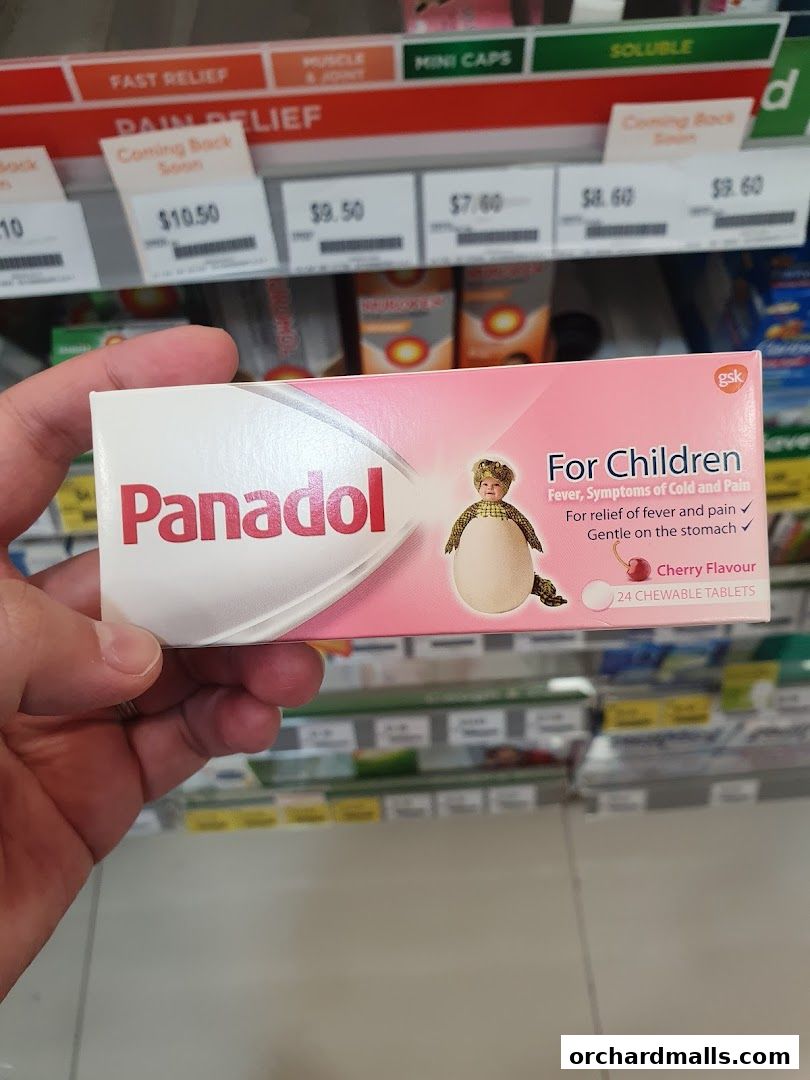 FAST RELIEF
MUSCLE
& JOINT
MINI CAPS
SOLUBLE
PAIN RELIEF
d
Coming Back
Soon
Coming Back
Soon
$10.50
$9.50
$7.60
$8.60
$9.60
NUROFEN
gsk
Panadol
For Children
Fever, Symptoms of Cold and Pain
For relief of fever and pain ✓
Gentle on the stomach ✓
Cherry Flavour
24 CHEWABLE TABLETS
orchardmalls.com